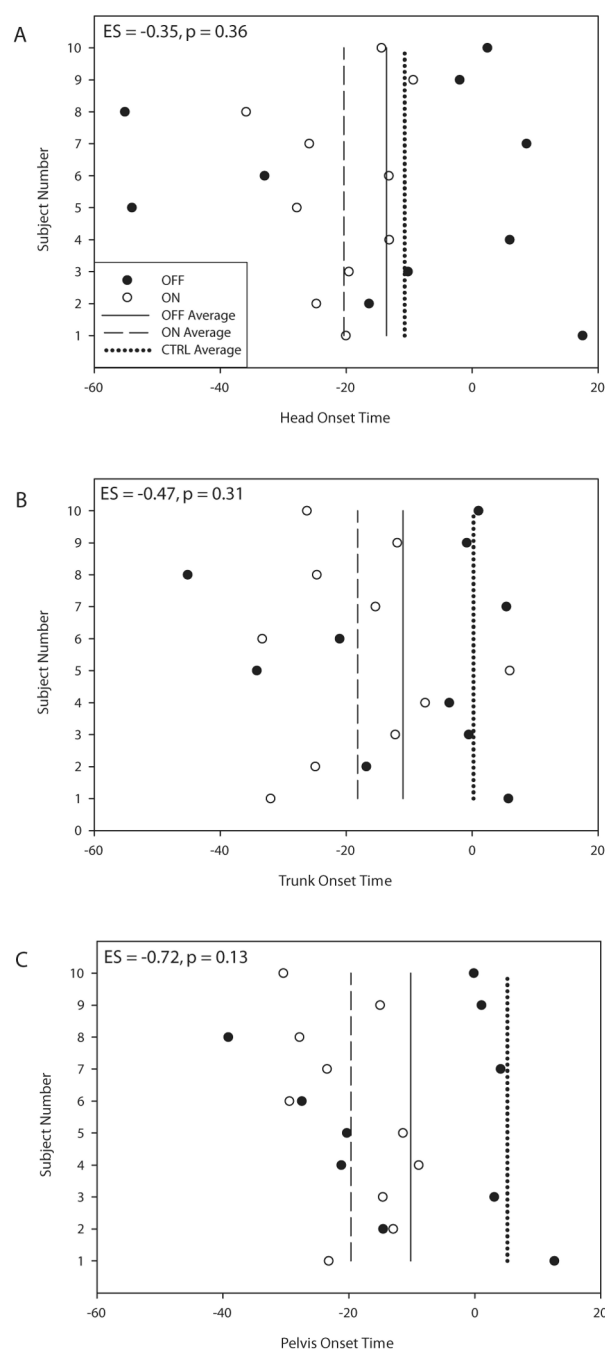 A
ES = -0.35, p = 0.36
10
9
8
7
6
5
4
3
2
1
Subject Number
OFF
ON
OFF Average
ON Average
CTRL Average
-60 -40 -20 0 20
Head Onset Time
B
ES = -0.47, p = 0.31
10
9
8
7
6
5
4
3
2
1
0
Subject Number
-60 -40 -20 0 20
Trunk Onset Time
C
ES = -0.72, p = 0.13
10
9
8
7
6
5
4
3
2
1
Subject Number
-60 -40 -20 0 20
Pelvis Onset Time